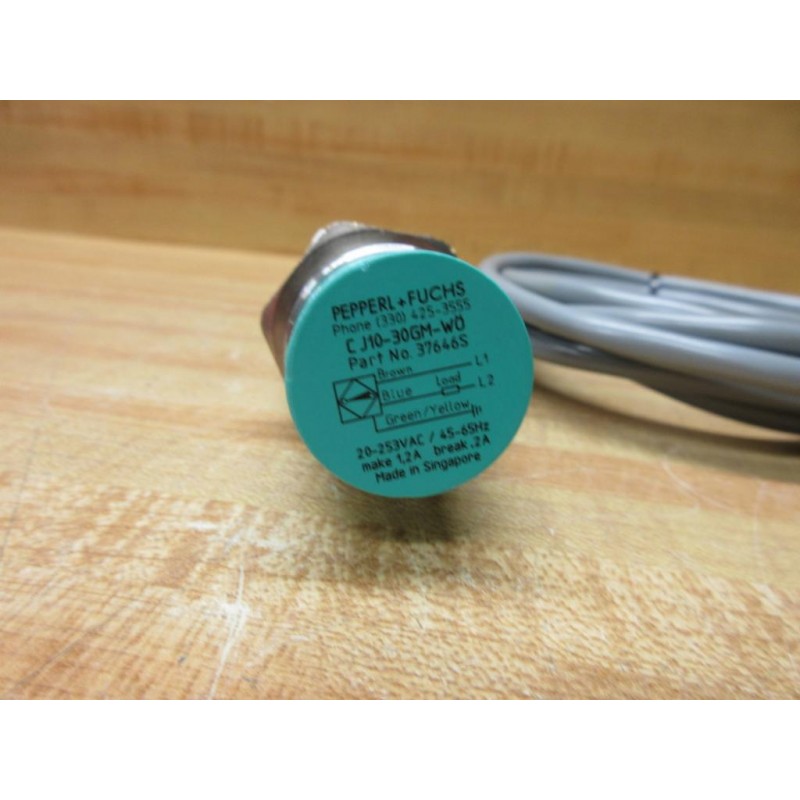 PEPPERL+FUCHS
Phone (330) 425-3555
CJ10-30GM-WÖ
Part No. 37646S
Brown L1
Blue load L2
Green/Yellow
20-253VAC / 45-65Hz
make 1,2A break .2A
Made in Singapore